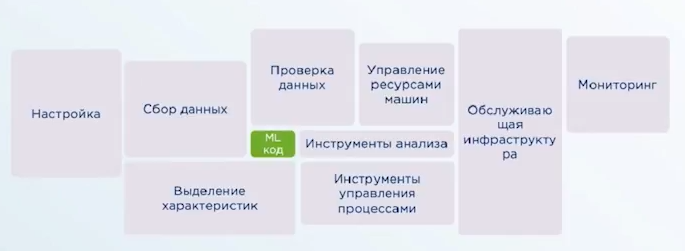 Настройка
Сбор данных
Проверка
данных
Управление
ресурсами
машин
Обслуживаю
щая
инфраструкту
ра
Мониторинг
ML
код
Инструменты анализа
Выделение
характеристик
Инструменты
управления
процессами